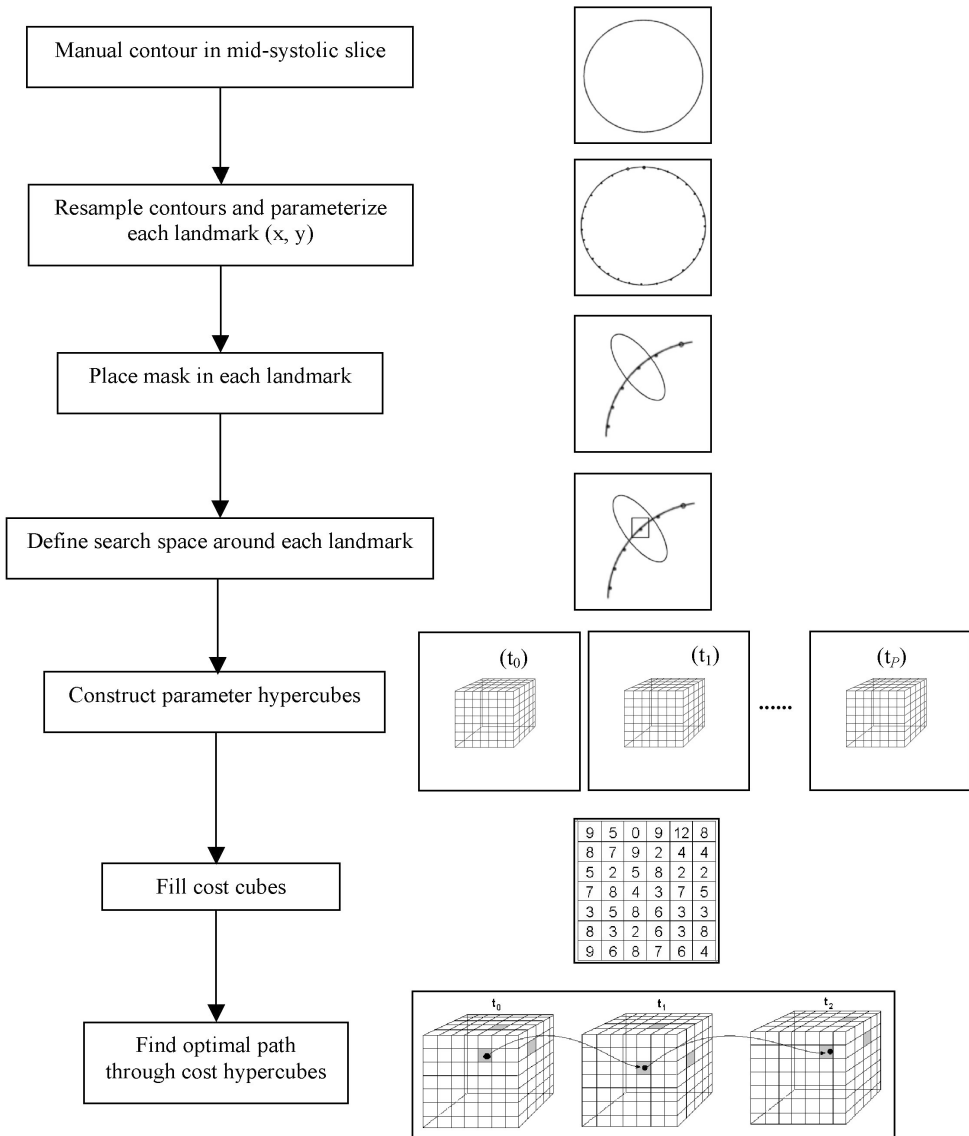 Manual contour in mid-systolic slice
Resample contours and parameterize
each landmark (x, y)
Place mask in each landmark
Define search space around each landmark
Construct parameter hypercubes
(t₀) (t₁) ...... (t_P)
Fill cost cubes
9 5 0 9 12 8
8 7 9 2 4 4
5 2 5 8 2 2
7 8 4 3 7 5
3 5 8 6 3 3
8 3 2 6 3 8
9 6 8 7 6 4
Find optimal path
through cost hypercubes
t₀ t₁ t₂